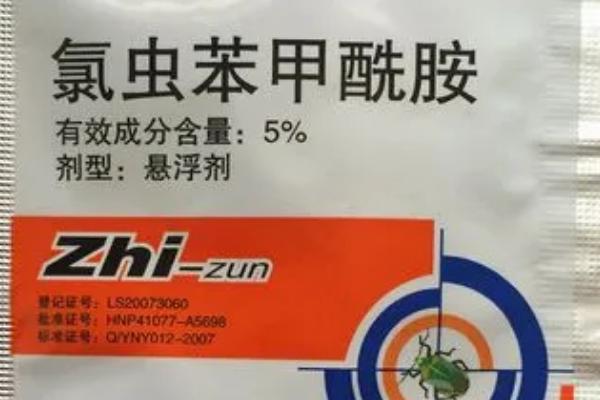 氯虫苯甲酰胺
有效成分含量：5%
剂型：悬浮剂
Zhi-zun
登记证号：LS20073060
批准证号：HNP41077-A5698
标准证号：Q/YNY012-2007